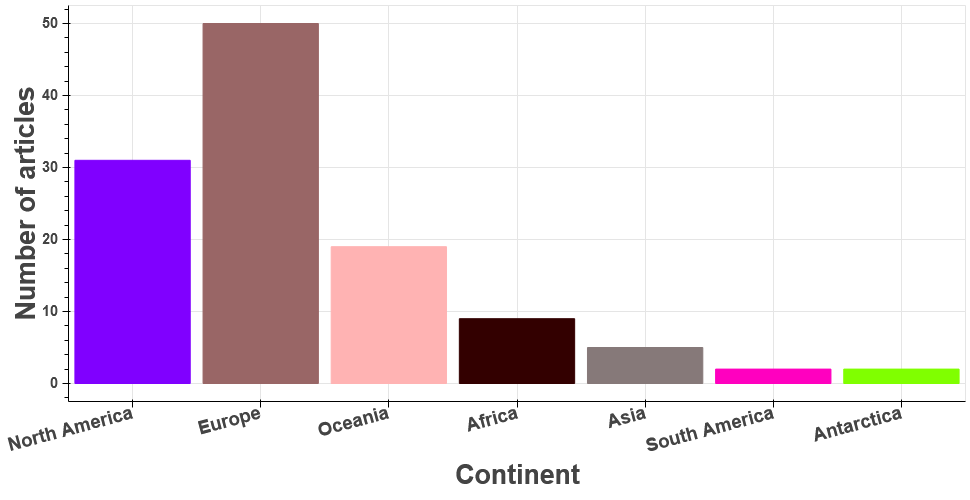 Number of articles
50
40
30
20
10
0
North America
Europe
Oceania
Africa
Asia
South America
Antarctica
Continent